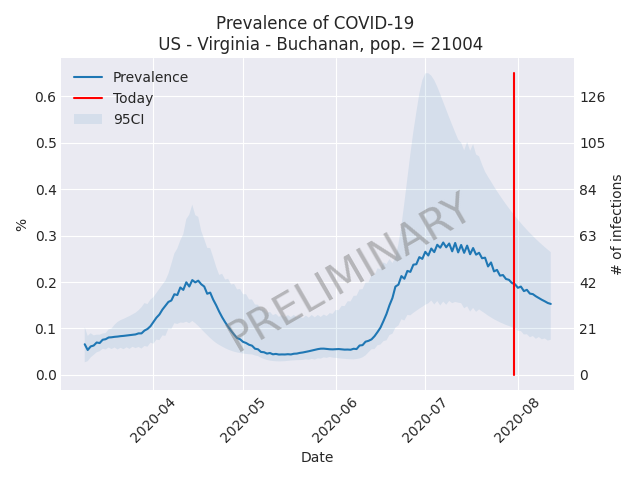 Prevalence of COVID-19
US - Virginia - Buchanan, pop. = 21004
Prevalence
Today
95CI
PRELIMINARY
%
0.6
0.5
0.4
0.3
0.2
0.1
0.0
126
105
84
63
42
21
0
# of infections
2020-04
2020-05
2020-06
2020-07
2020-08
Date